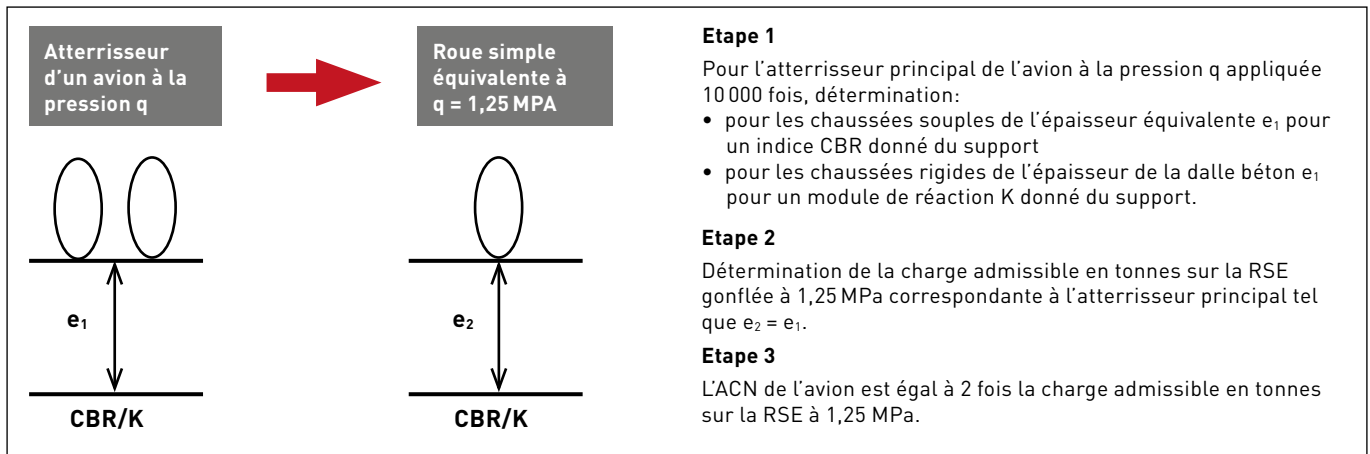 Atterrisseur
d'un avion à la
pression q
Roue simple
équivalente à
q = 1,25 MPA
e₁
CBR/K
e₂
CBR/K
Etape 1
Pour l'atterrisseur principal de l'avion à la pression q appliquée
10 000 fois, détermination:
• pour les chaussées souples de l'épaisseur équivalente e₁ pour
un indice CBR donné du support
• pour les chaussées rigides de l'épaisseur de la dalle béton e₁
pour un module de réaction K donné du support.
Etape 2
Détermination de la charge admissible en tonnes sur la RSE
gonflée à 1,25 MPa correspondante à l'atterrisseur principal tel
que e₂ = e₁.
Etape 3
L'ACN de l'avion est égal à 2 fois la charge admissible en tonnes
sur la RSE à 1,25 MPa.